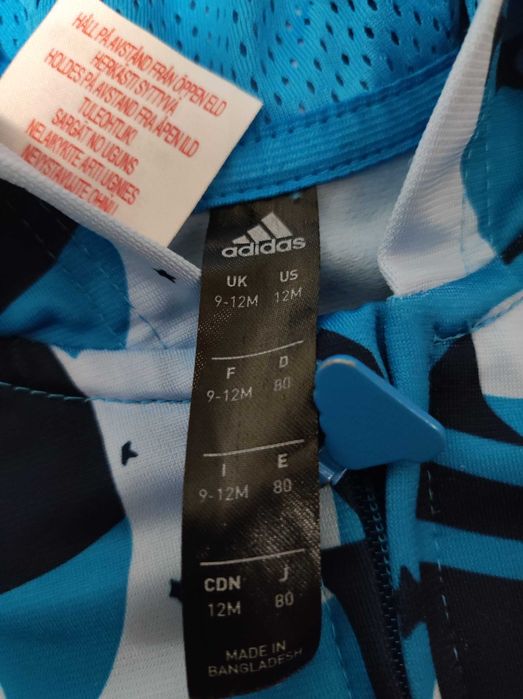 HÅLL PÅ AVSTÅND FRÅN ÖPPEN ELD
HERKÄSTI SYTTYVÄ
HOLDES PÅ AVSTAND FRA ÅPEN ILD
TULEOHTLIK!
SARGĀT NO UGUNS
NELAIKYKITE ARTI UGNIES
adidas
UK US
9-12M 12M
F D
9-12M 80
I E
9-12M 80
CDN J
12M 80
MADE IN
BANGLADESH